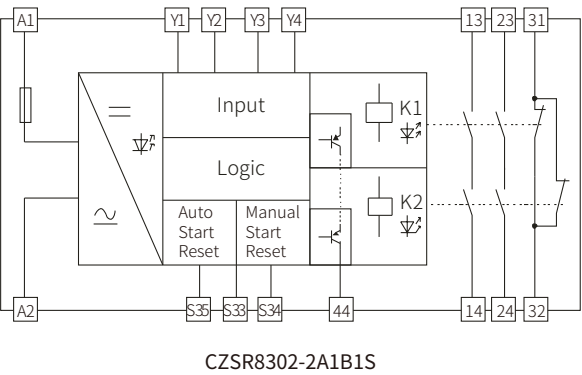 A1 Y1 Y2 Y3 Y4 13 23 31
Input
K1
Logic
K2
Auto Manual
Start Start
Reset Reset
A2 S35 S33 S34 44 14 24 32
CZSR8302-2A1B1S